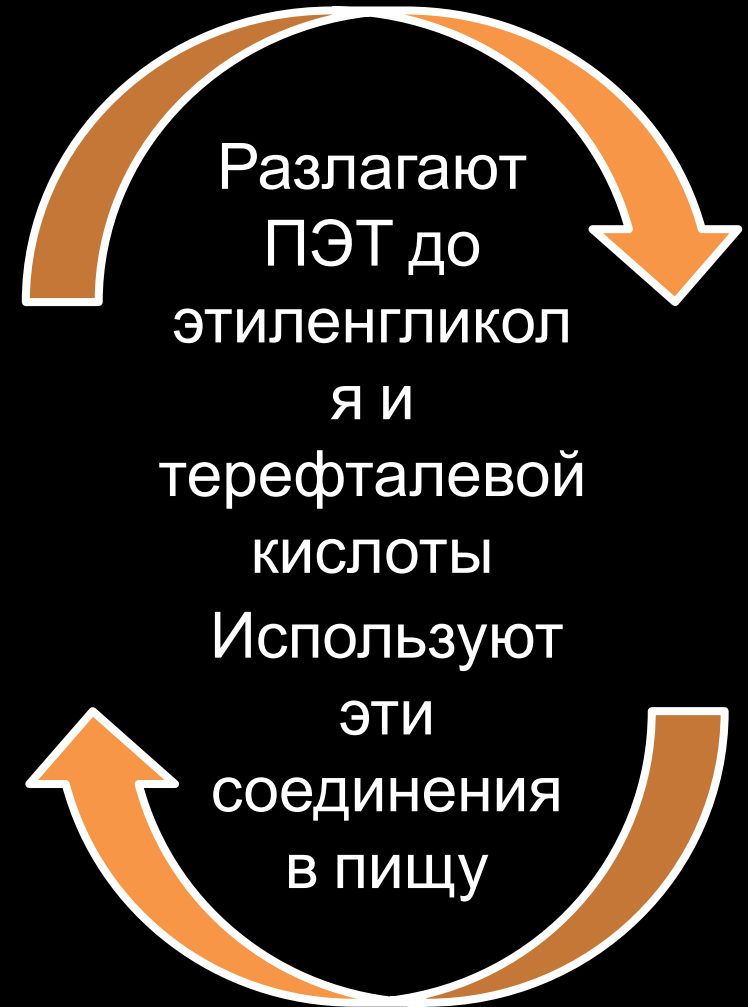 Разлагают
ПЭТ до
этиленгликол
я и
терефталевой
кислоты
Используют
эти
соединения
в пищу